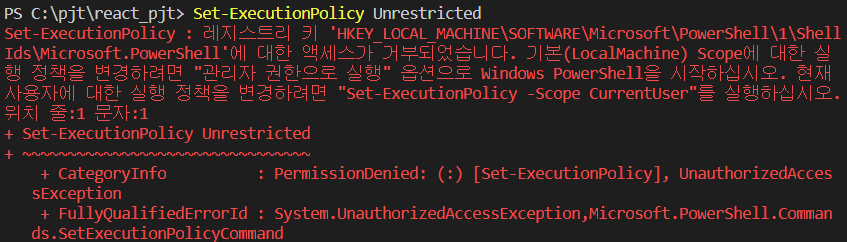 PS C:\pjt\react_pjt> Set-ExecutionPolicy Unrestricted
Set-ExecutionPolicy : 레지스트리 키 'HKEY_LOCAL_MACHINE\SOFTWARE\Microsoft\PowerShell\1\Shell
Ids\Microsoft.PowerShell'에 대한 액세스가 거부되었습니다. 기본(LocalMachine) Scope에 대한 실
행 정책을 변경하려면 "관리자 권한으로 실행" 옵션으로 Windows PowerShell을 시작하십시오. 현재
사용자에 대한 실행 정책을 변경하려면 "Set-ExecutionPolicy -Scope CurrentUser"를 실행하십시오.
위치 줄:1 문자:1
+ Set-ExecutionPolicy Unrestricted
+ ~~~~~~~~~~~~~~~~~~~~~~~~~~~~~~~~
    + CategoryInfo          : PermissionDenied: (:) [Set-ExecutionPolicy], UnauthorizedAcces
   sException
    + FullyQualifiedErrorId : System.UnauthorizedAccessException,Microsoft.PowerShell.Comman
   ds.SetExecutionPolicyCommand